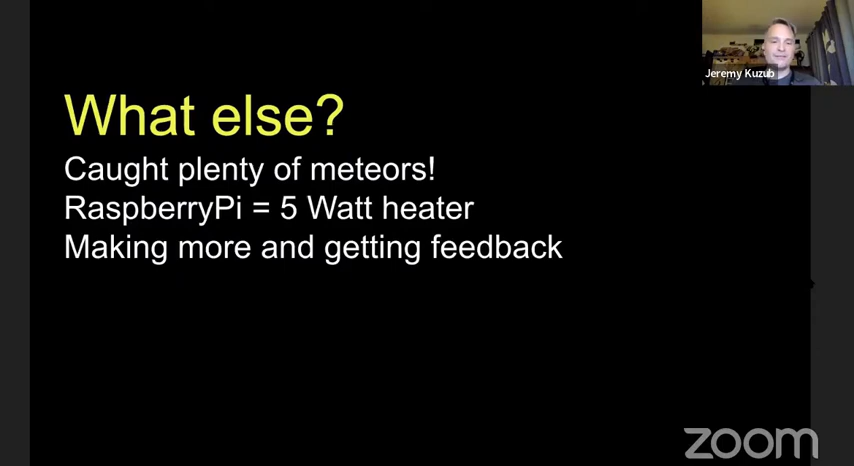 Jeremy Kuzub
What else?
Caught plenty of meteors!
RaspberryPi = 5 Watt heater
Making more and getting feedback
zoom